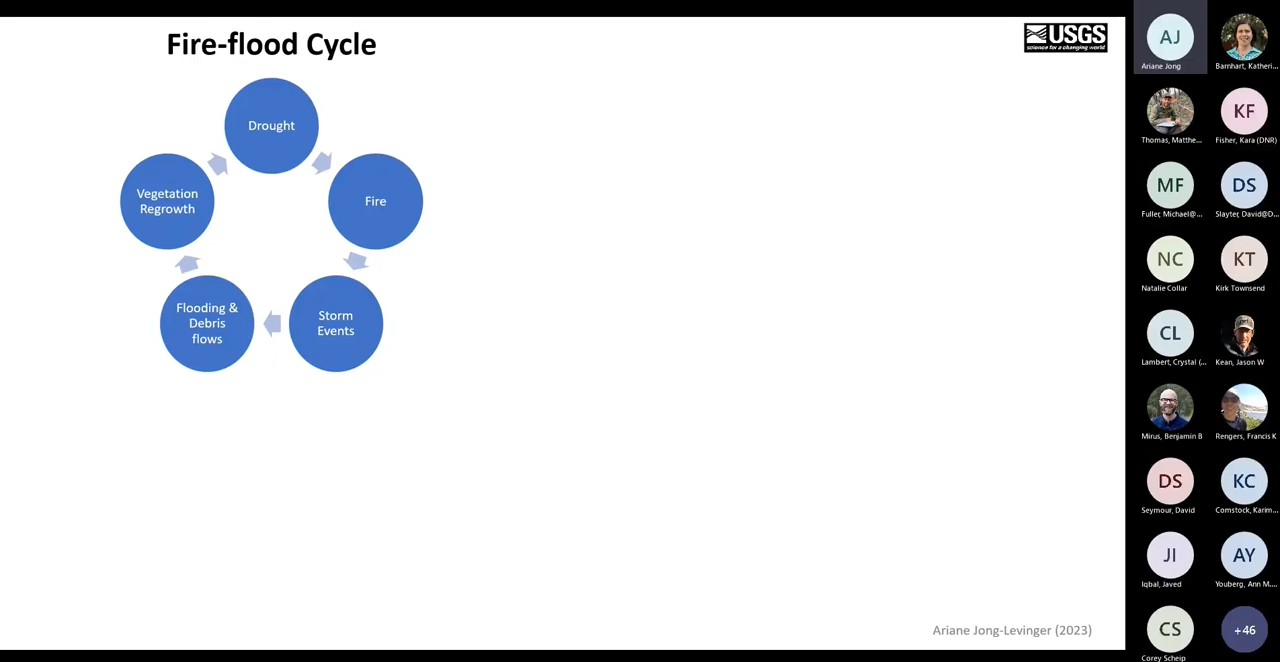 Fire-flood Cycle
USGS
science for a changing world
Drought
Vegetation
Regrowth
Fire
Flooding &
Debris
flows
Storm
Events
Ariane Jong-Levinger (2023)
AJ
Ariane Jong
Barnhart, Katheri...
Thomas, Matthe...
KF
Fisher, Kara (DNR)
MF
Fuller, Michael@...
DS
Slayter, David@D...
NC
Natalie Collar
KT
Kirk Townsend
CL
Lambert, Crystal (...
Kean, Jason W
Mirus, Benjamin B
Rengers, Francis K
DS
Seymour, David
KC
Comstock, Karim...
JI
Iqbal, Javed
AY
Youberg, Ann M....
CS
Corey Scheip
+46